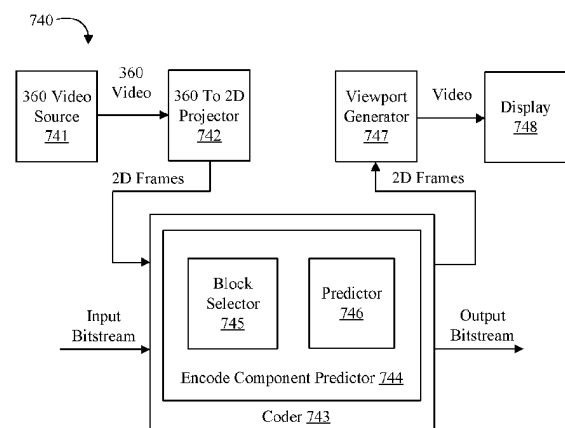 740
360 Video
Source
741
360
Video
360 To 2D
Projector
742
Viewport
Generator
747
Video
Display
748
2D Frames
2D Frames
Block
Selector
745
Predictor
746
Input
Bitstream
Output
Bitstream
Encode Component Predictor 744
Coder 743